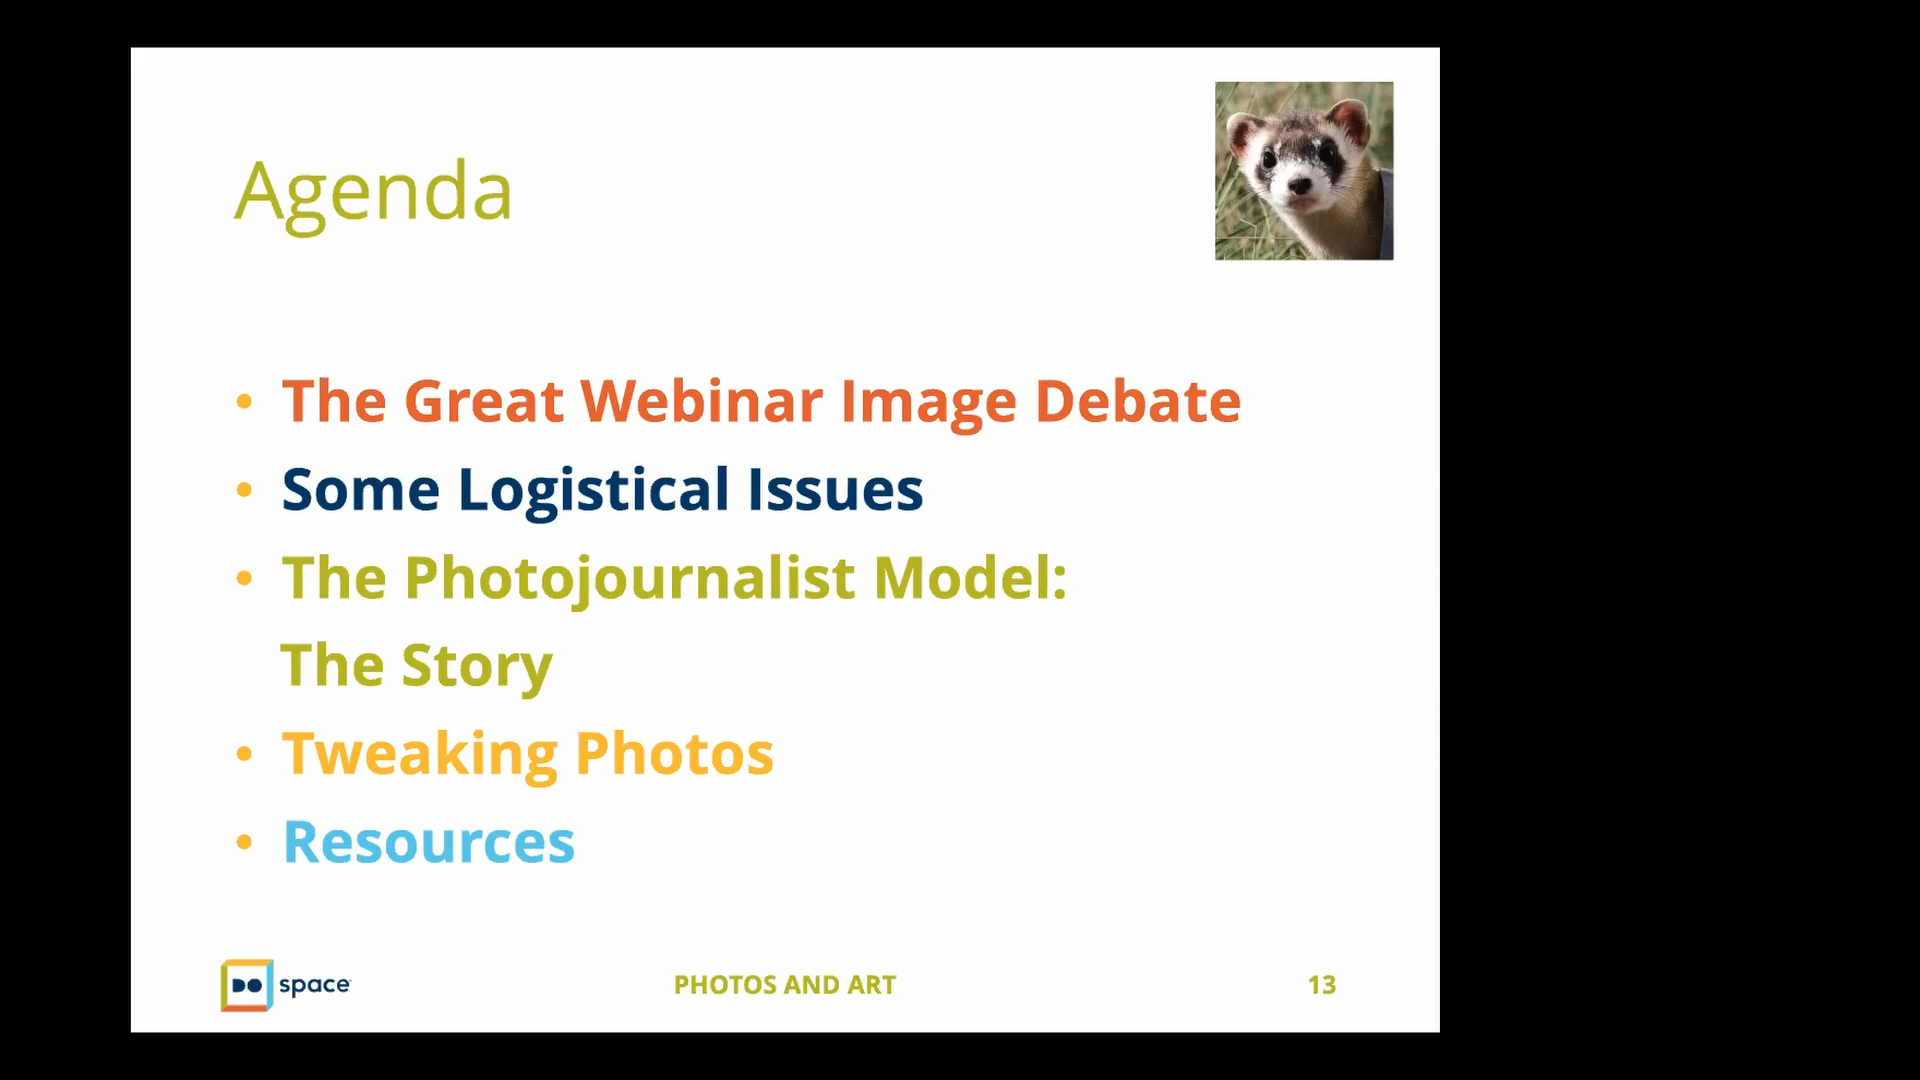 Agenda
• The Great Webinar Image Debate
• Some Logistical Issues
• The Photojournalist Model:
The Story
• Tweaking Photos
• Resources
DO space
PHOTOS AND ART
13